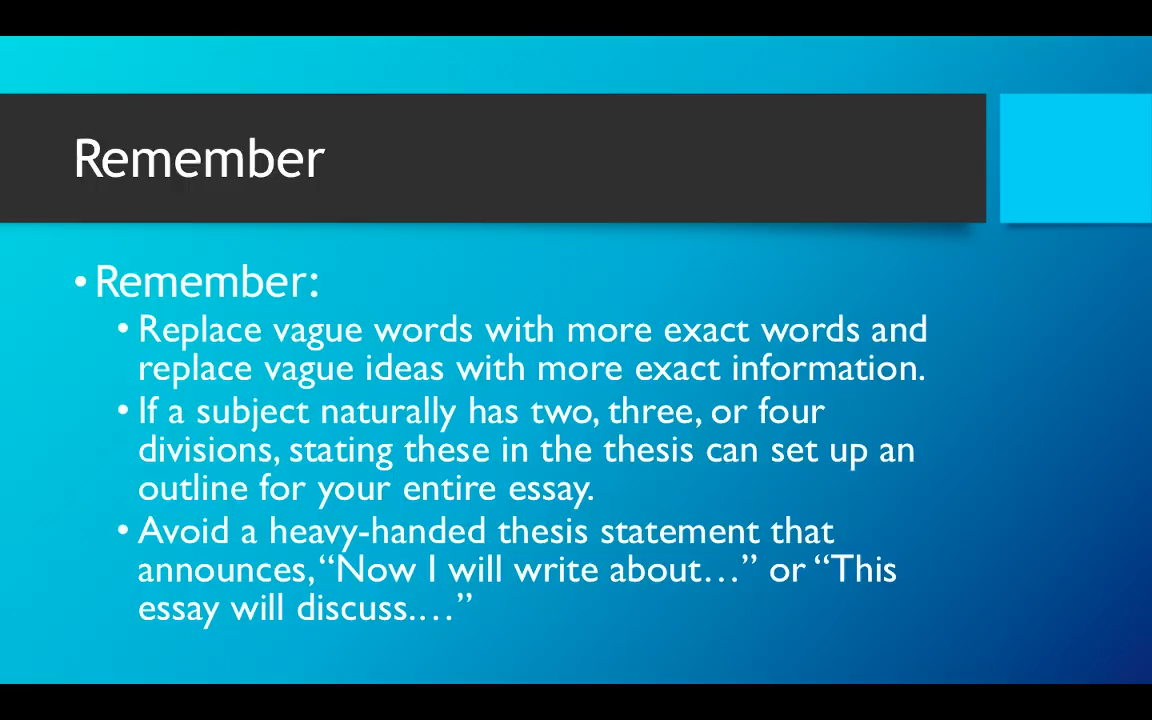 Remember
• Remember:
• Replace vague words with more exact words and
replace vague ideas with more exact information.
• If a subject naturally has two, three, or four
divisions, stating these in the thesis can set up an
outline for your entire essay.
• Avoid a heavy-handed thesis statement that
announces, “Now I will write about…” or “This
essay will discuss.…”